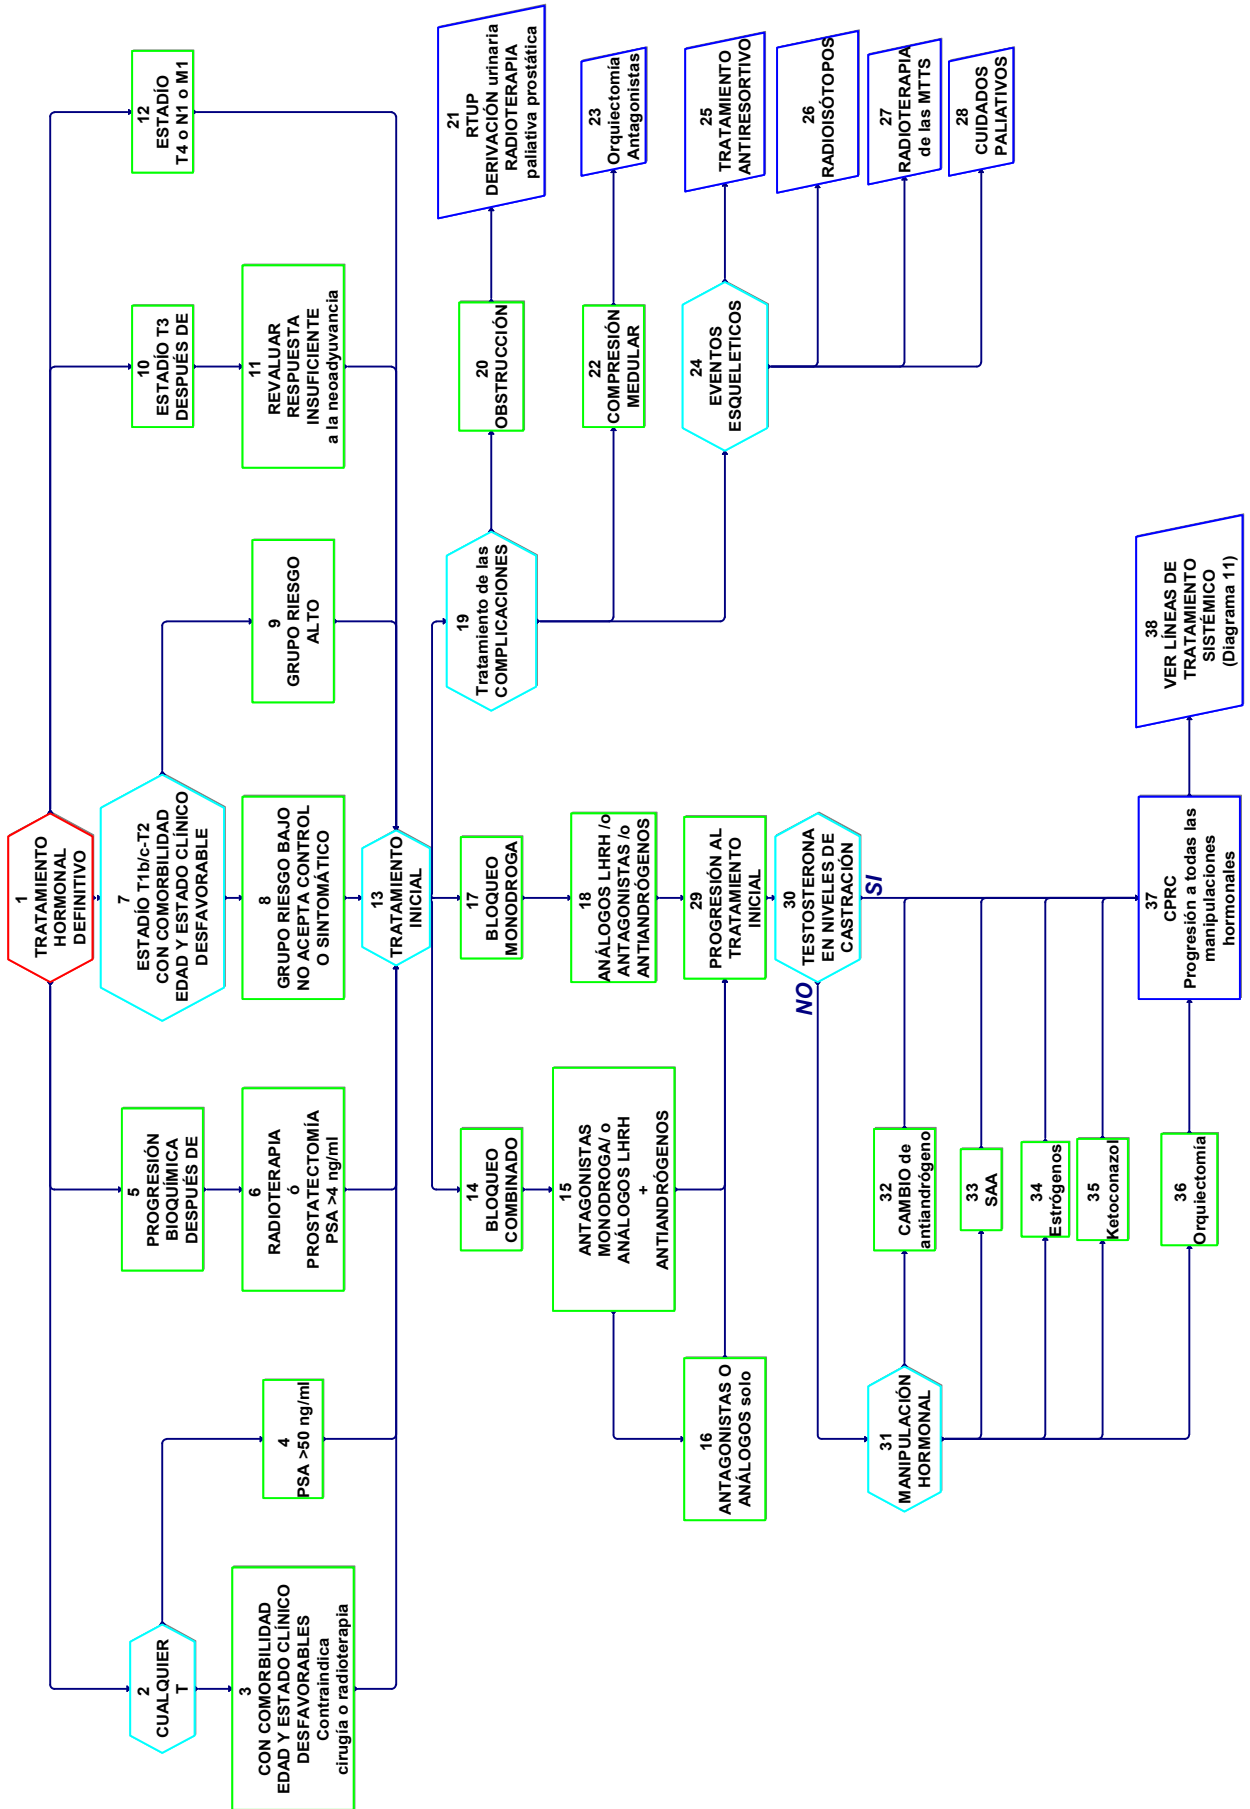 1
TRATAMIENTO
HORMONAL
DEFINITIVO
2
CUALQUIER
T
3
CON COMORBILIDAD
EDAD Y ESTADO CLÍNICO
DESFAVORABLES
Contraindica
cirugía o radioterapia
4
PSA >50 ng/ml
5
PROGRESIÓN
BIOQUÍMICA
DESPUÉS DE
6
RADIOTERAPIA
Ó
PROSTATECTOMÍA
PSA >4 ng/ml
7
ESTADÍO T1b/c-T2
CON COMORBILIDAD
EDAD Y ESTADO CLÍNICO
DESFAVORABLE
8
GRUPO RIESGO BAJO
NO ACEPTA CONTROL
O SINTOMÁTICO
9
GRUPO RIESGO
ALTO
10
ESTADÍO T3
DESPUÉS DE
11
REVALUAR
RESPUESTA
INSUFICIENTE
a la neoadyuvancia
12
ESTADÍO
T4 o N1 o M1
13
TRATAMIENTO
INICIAL
14
BLOQUEO
COMBINADO
15
ANTAGONISTAS
MONODROGA/ o
ANÁLOGOS LHRH
+
ANTIANDRÓGENOS
16
ANTAGONISTAS O
ANÁLOGOS solo
17
BLOQUEO
MONODROGA
18
ANÁLOGOS LHRH /o
ANTAGONISTAS /o
ANTIANDRÓGENOS
19
Tratamiento de las
COMPLICACIONES
20
OBSTRUCCIÓN
21
RTUP
DERIVACIÓN urinaria
RADIOTERAPIA
paliativa prostática
22
COMPRESIÓN
MEDULAR
23
Orquiectomía
Antagonistas
24
EVENTOS
ESQUELETICOS
25
TRATAMIENTO
ANTIRESORTIVO
26
RADIOISÓTOPOS
27
RADIOTERAPIA
de las MTTS
28
CUIDADOS
PALIATIVOS
29
PROGRESIÓN AL
TRATAMIENTO
INICIAL
30
TESTOSTERONA
EN NIVELES DE
CASTRACIÓN
NO
SI
31
MANIPULACIÓN
HORMONAL
32
CAMBIO de
antiandrógeno
33
SAA
34
Estrógenos
35
Ketoconazol
36
Orquiectomía
37
CPRC
Progresión a todas las
manipulaciones
hormonales
38
VER LÍNEAS DE
TRATAMIENTO
SISTÉMICO
(Diagrama 11)